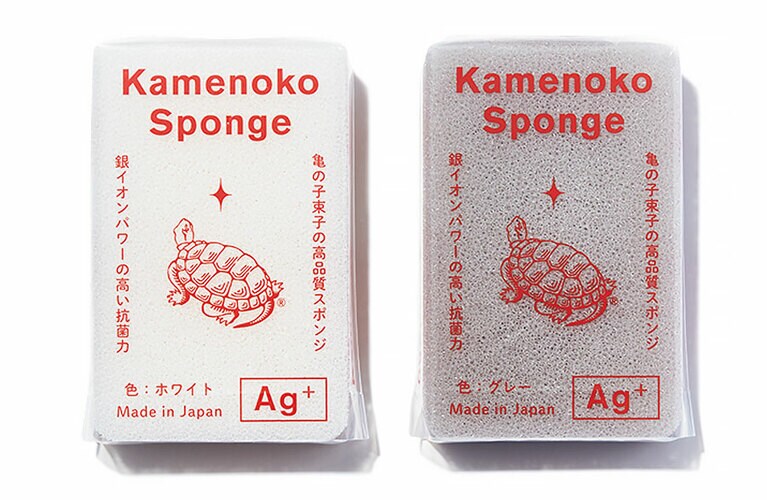 Kamenoko
Sponge
亀の子束子の高品質スポンジ
銀イオンパワーの高い抗菌力
®
色：ホワイト
Made in Japan
Ag+
Kamenoko
Sponge
亀の子束子の高品質スポンジ
銀イオンパワーの高い抗菌力
®
色：グレー
Made in Japan
Ag+